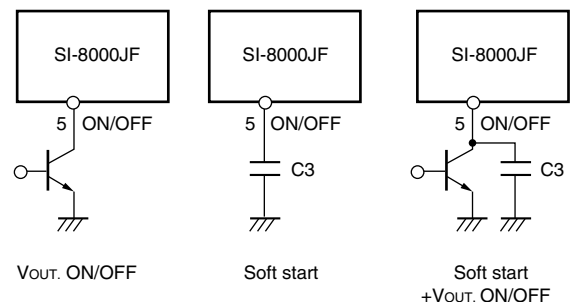 SI-8000JF
SI-8000JF
SI-8000JF
5 ON/OFF
5 ON/OFF
5 ON/OFF
C3
C3
VOUT. ON/OFF
Soft start
Soft start
+VOUT. ON/OFF